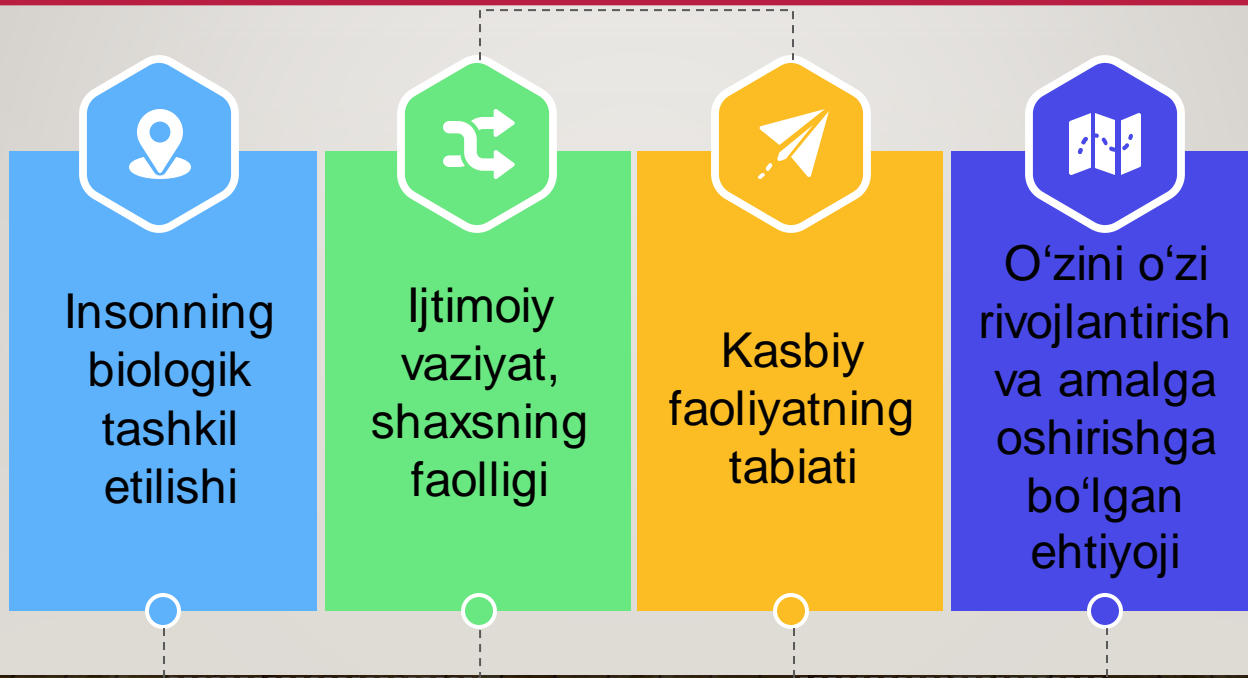 Insonning
biologik
tashkil
etilishi
Ijtimoiy
vaziyat,
shaxsning
faolligi
Kasbiy
faoliyatning
tabiati
O‘zini o‘zi
rivojlantirish
va amalga
oshirishga
bo‘lgan
ehtiyoji